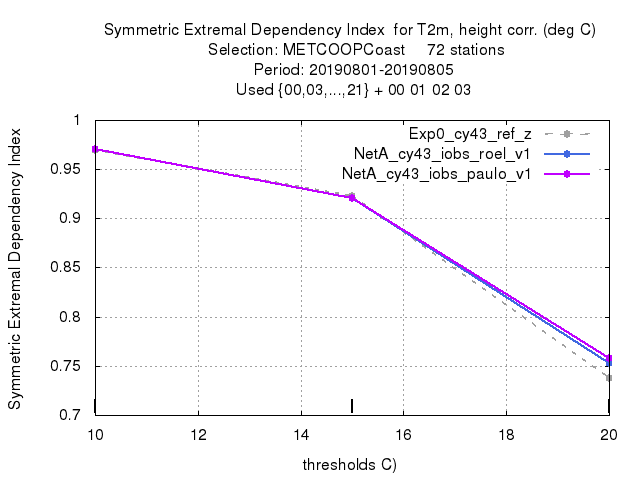 Symmetric Extremal Dependency Index  for T2m, height corr. (deg C)
Selection: METCOOPCoast    72 stations
Period: 20190801-20190805
Used {00,03,...,21} + 00 01 02 03
Symmetric Extremal Dependency Index
1
0.95
0.9
0.85
0.8
0.75
0.7
Exp0_cy43_ref_z
NetA_cy43_iobs_roel_v1
NetA_cy43_iobs_paulo_v1
10 12 14 16 18 20
thresholds C)